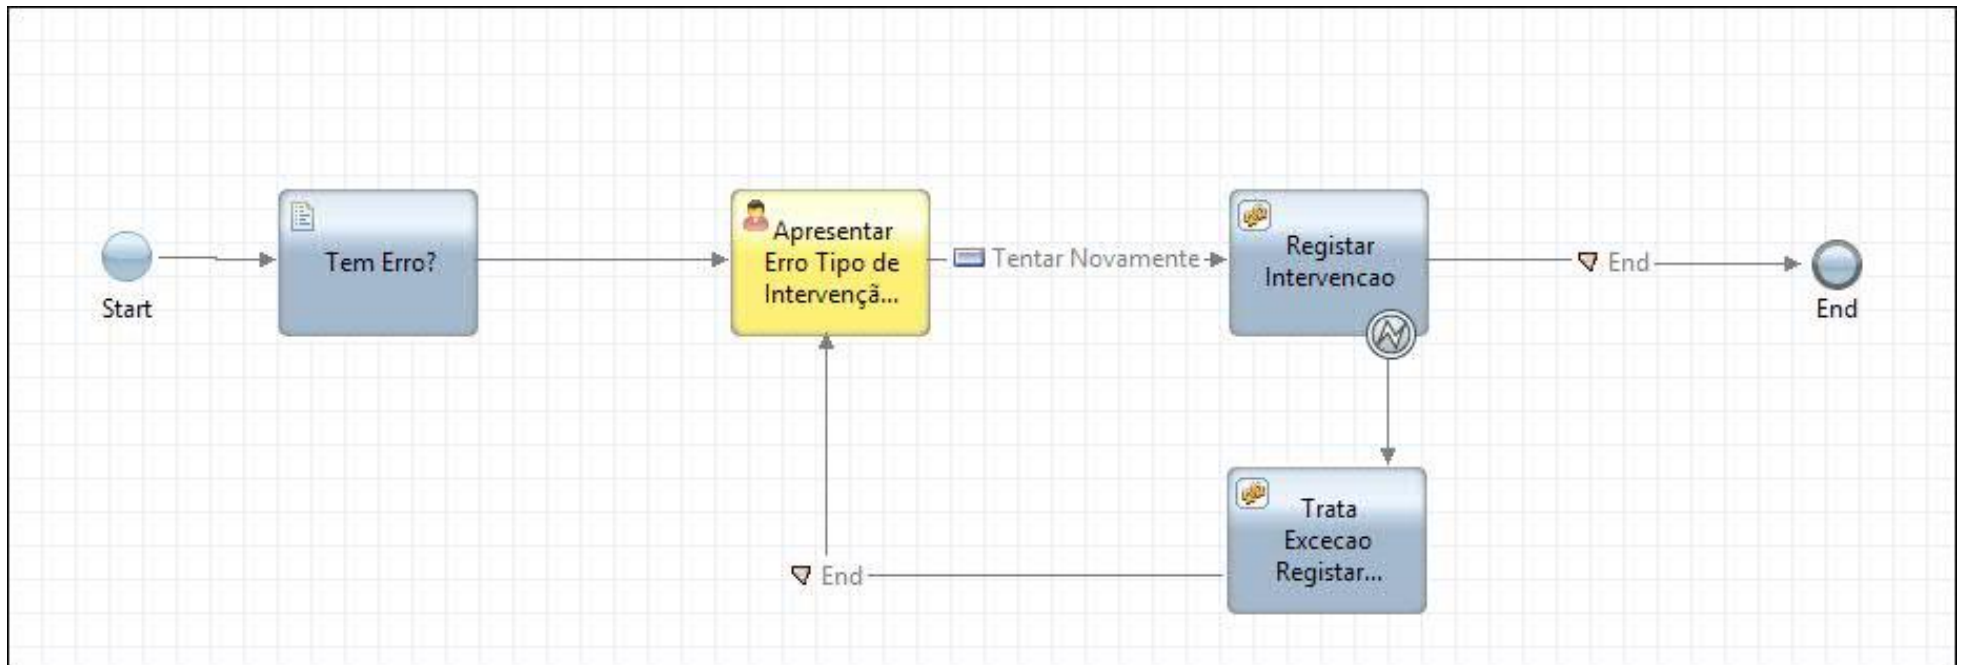 Start
Tem Erro?
Apresentar
Erro Tipo de
Intervençã...
Tentar Novamente
Registar
Intervencao
End
End
Trata
Excecao
Registar...
End